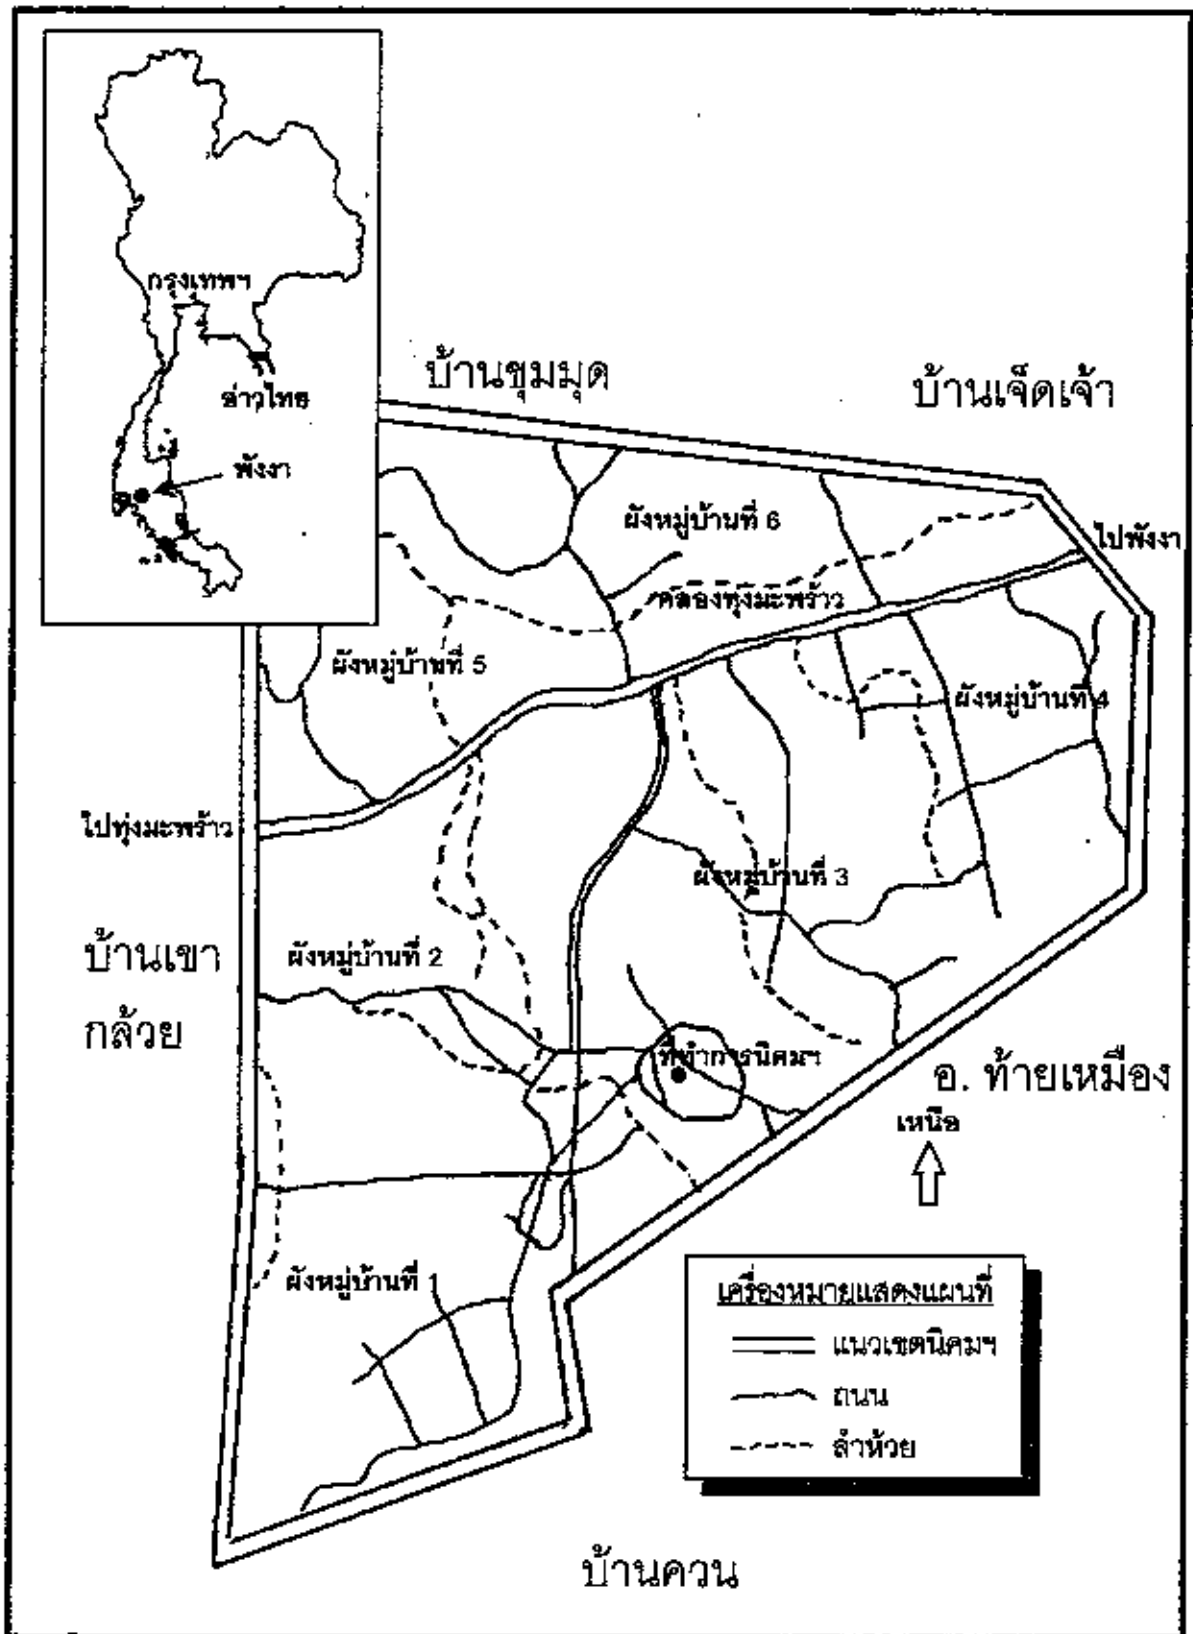 กรุงเทพฯ
อ่าวไทย
พังงา
บ้านชุมมุด
บ้านเจ็ดเจ้า
ผังหมู่บ้านที่ 6
ไปพังงา
คลองทุ่งมะพร้าว
ผังหมู่บ้านที่ 5
ผังหมู่บ้านที่ 4
ไปทุ่งมะพร้าว
ผังหมู่บ้านที่ 3
บ้านเขา
กล้วย
ผังหมู่บ้านที่ 2
ที่ทำการนิคมฯ
อ. ท้ายเหมือง
เหนือ
ผังหมู่บ้านที่ 1
เครื่องหมายแสดงแผนที่
แนวเขตนิคมฯ
ถนน
ลำห้วย
บ้านควน